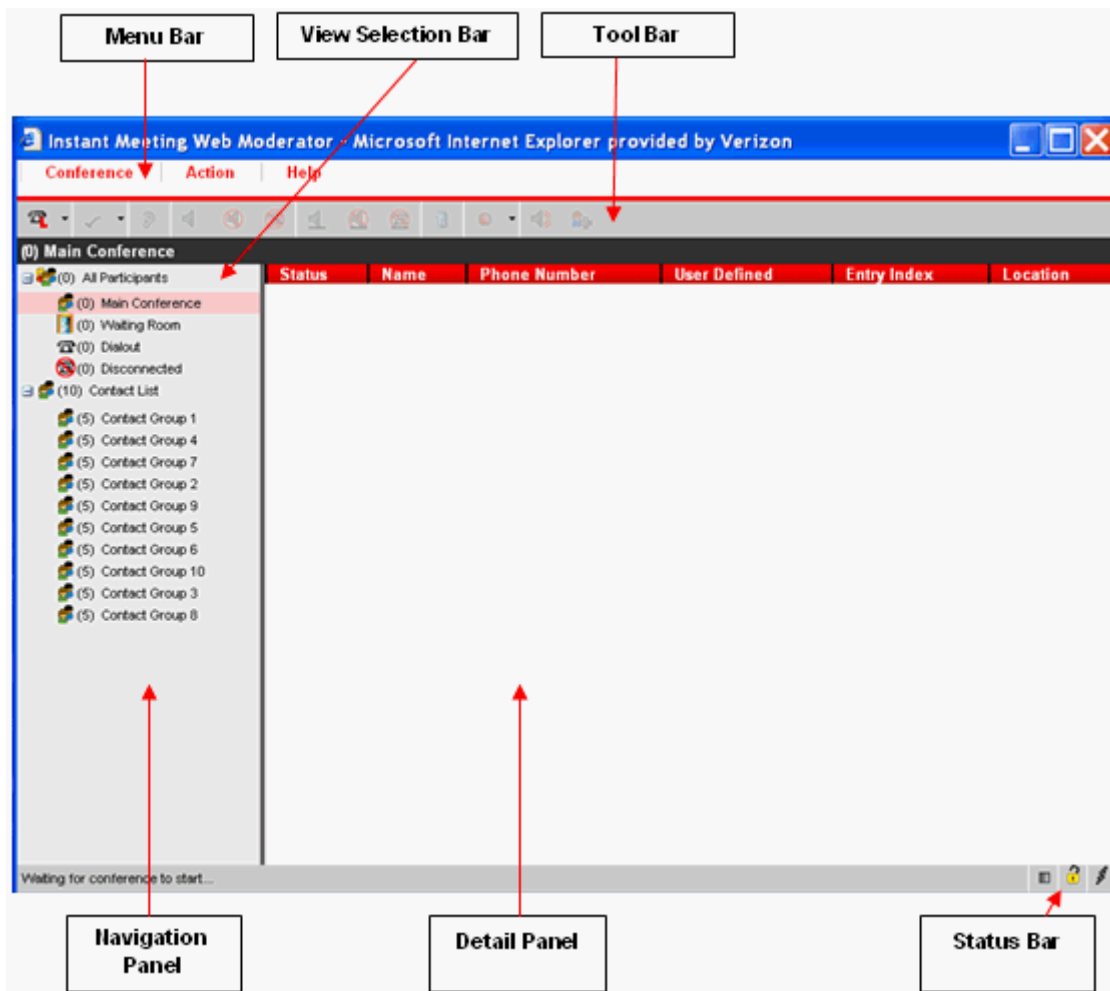 Menu Bar
View Selection Bar
Tool Bar
Instant Meeting Web Moderator - Microsoft Internet Explorer provided by Verizon
Conference Action Help
(0) Main Conference
(0) All Participants
Status Name Phone Number User Defined Entry Index Location
(0) Main Conference
(0) Waiting Room
(0) Dialout
(0) Disconnected
(10) Contact List
(5) Contact Group 1
(5) Contact Group 4
(5) Contact Group 7
(5) Contact Group 2
(5) Contact Group 9
(5) Contact Group 5
(5) Contact Group 6
(5) Contact Group 10
(5) Contact Group 3
(5) Contact Group 8
Waiting for conference to start...
Navigation
Panel
Detail Panel
Status Bar